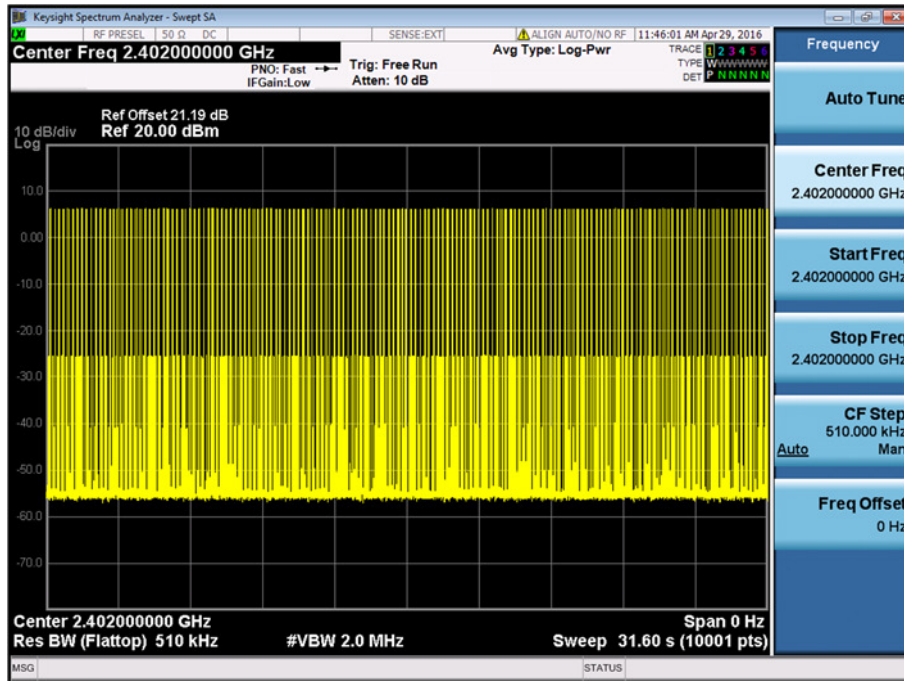 Keysight Spectrum Analyzer - Swept SA
LXI RF PRESEL 50 Ω DC SENSE:EXT ALIGN AUTO/NO RF 11:46:01 AM Apr 29, 2016
Center Freq 2.402000000 GHz Avg Type: Log-Pwr TRACE 1 2 3 4 5 6
PNO: Fast Trig: Free Run TYPE WWWWWW
IFGain:Low Atten: 10 dB DET P N N N N N
Ref Offset 21.19 dB
10 dB/div Ref 20.00 dBm
Log
10.0
0.00
-10.0
-20.0
-30.0
-40.0
-50.0
-60.0
-70.0
Center 2.402000000 GHz Span 0 Hz
Res BW (Flattop) 510 kHz #VBW 2.0 MHz Sweep 31.60 s (10001 pts)
MSG STATUS
Frequency
Auto Tune
Center Freq
2.402000000 GHz
Start Freq
2.402000000 GHz
Stop Freq
2.402000000 GHz
CF Step
510.000 kHz
Auto Man
Freq Offset
0 Hz